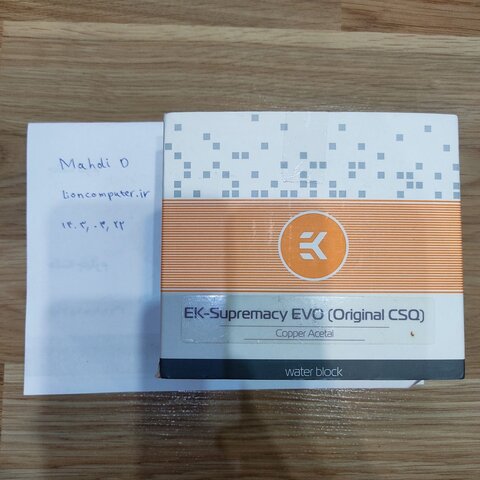 Mahdi D
Lioncomputer.ir
۱۴۰۳,۰۳,۲۲
EK
EK-Supremacy EVO (Original CSQ)
Copper Acetal
water block